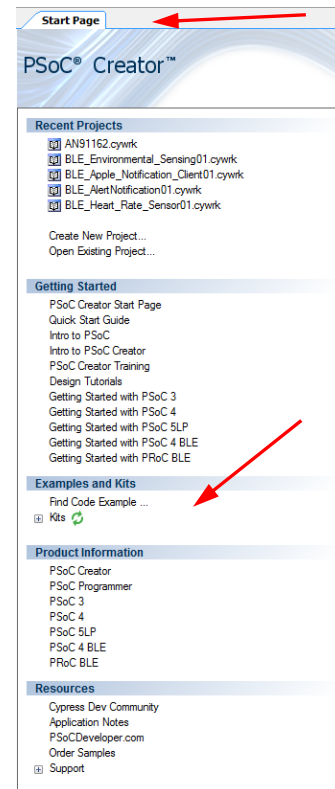 Start Page
PSoC® Creator™
Recent Projects
AN91162.cywrk
BLE_Environmental_Sensing01.cywrk
BLE_Apple_Notification_Client01.cywrk
BLE_AlertNotification01.cywrk
BLE_Heart_Rate_Sensor01.cywrk
Create New Project...
Open Existing Project...
Getting Started
PSoC Creator Start Page
Quick Start Guide
Intro to PSoC
Intro to PSoC Creator
PSoC Creator Training
Design Tutorials
Getting Started with PSoC 3
Getting Started with PSoC 4
Getting Started with PSoC 5LP
Getting Started with PSoC 4 BLE
Getting Started with PRoC BLE
Examples and Kits
Find Code Example ...
Kits
Product Information
PSoC Creator
PSoC Programmer
PSoC 3
PSoC 4
PSoC 5LP
PSoC 4 BLE
PRoC BLE
Resources
Cypress Dev Community
Application Notes
PSoCDeveloper.com
Order Samples
Support